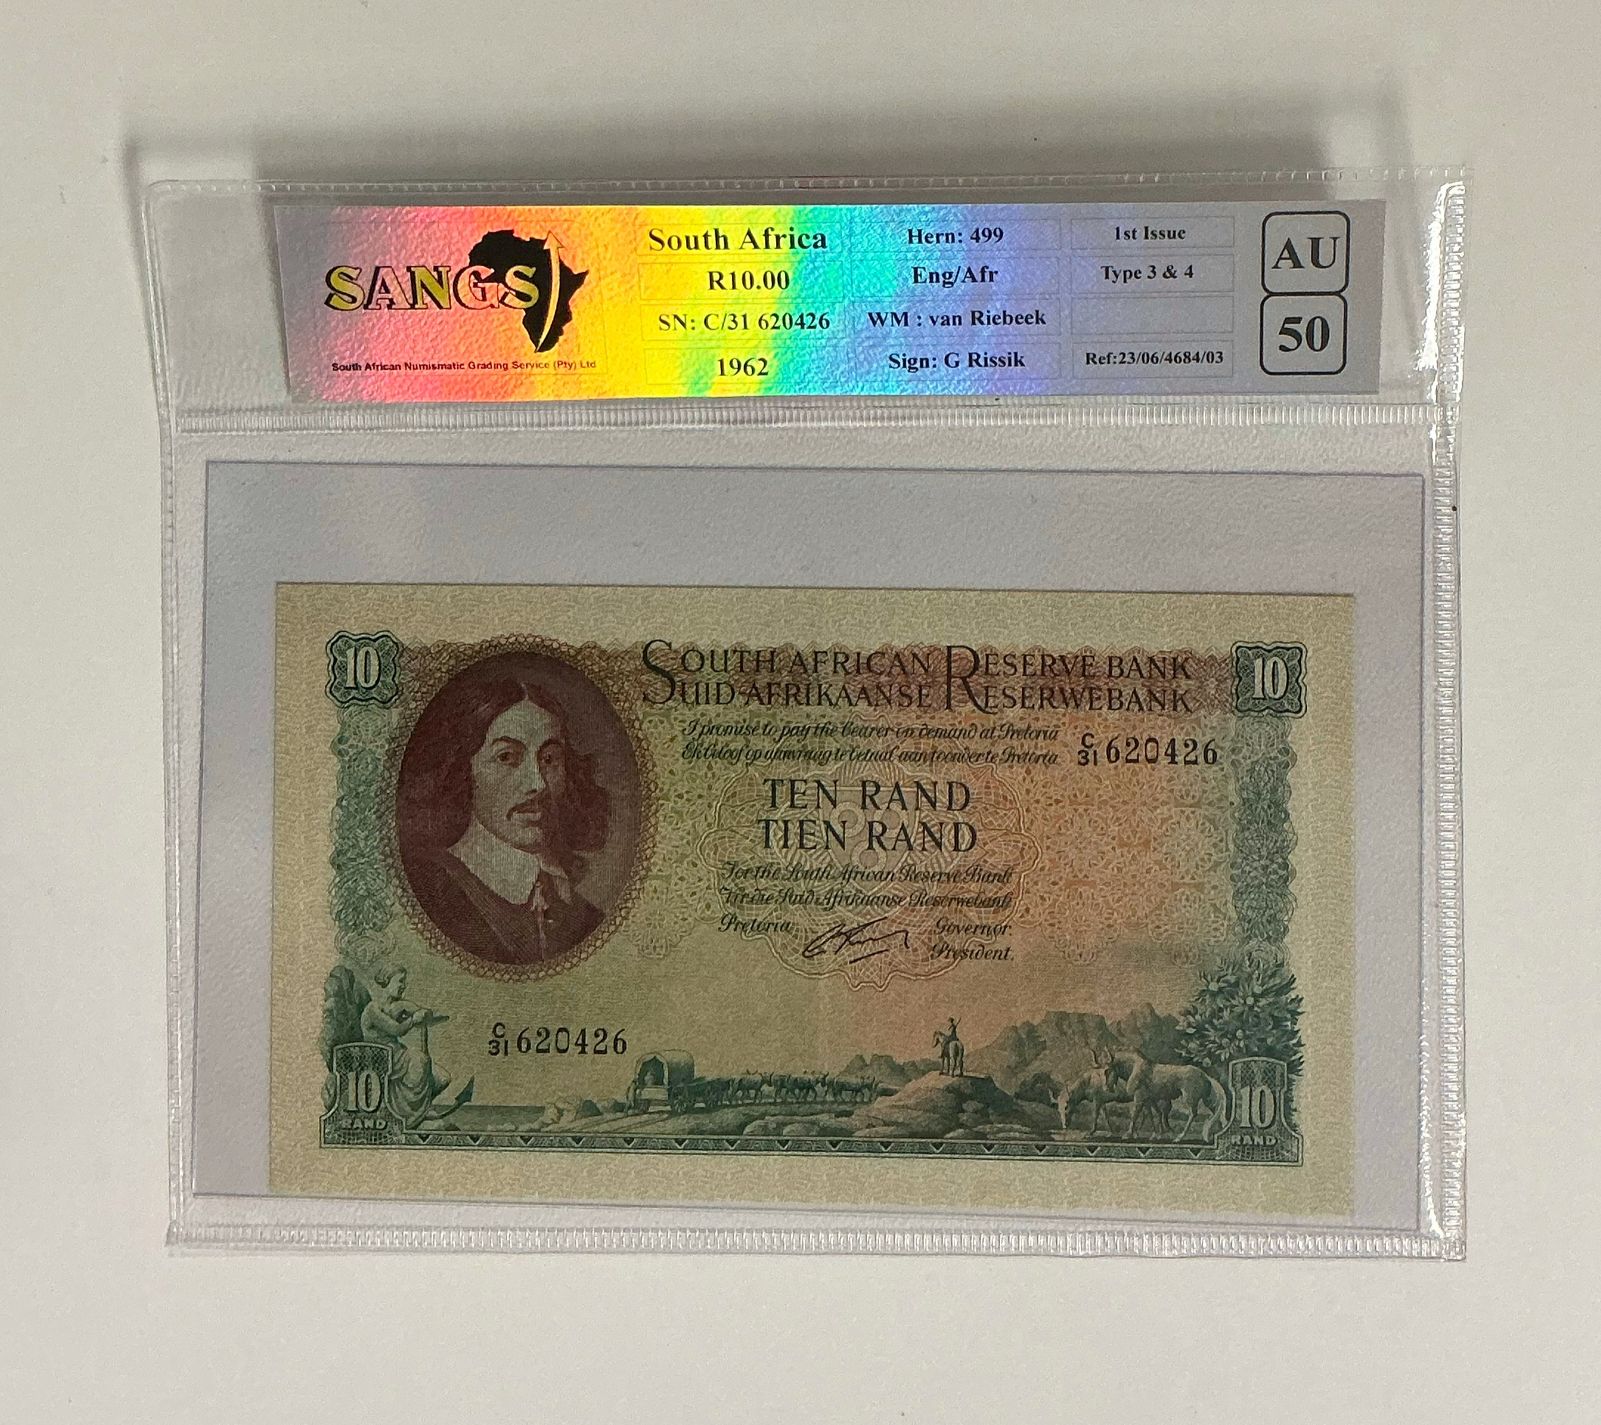 SANGS
South African Numismatic Grading Service (Pty) Ltd
South Africa
R10.00
SN: C/31 620426
1962
Hern: 499
Eng/Afr
WM : van Riebeek
Sign: G Rissik
1st Issue
Type 3 & 4
Ref:23/06/4684/03
AU
50
10
SOUTH AFRICAN RESERVE BANK
SUID-AFRIKAANSE RESERWEBANK
10
I promise to pay the bearer on demand at Pretoria
Ek beloof op aanvraag te betaal aan toonder te Pretoria
C/31 620426
TEN RAND
TIEN RAND
For the South African Reserve Bank
Vir die Suid-Afrikaanse Reserwebank
Pretoria
Governor.
President.
C/31 620426
10
RAND
10
RAND